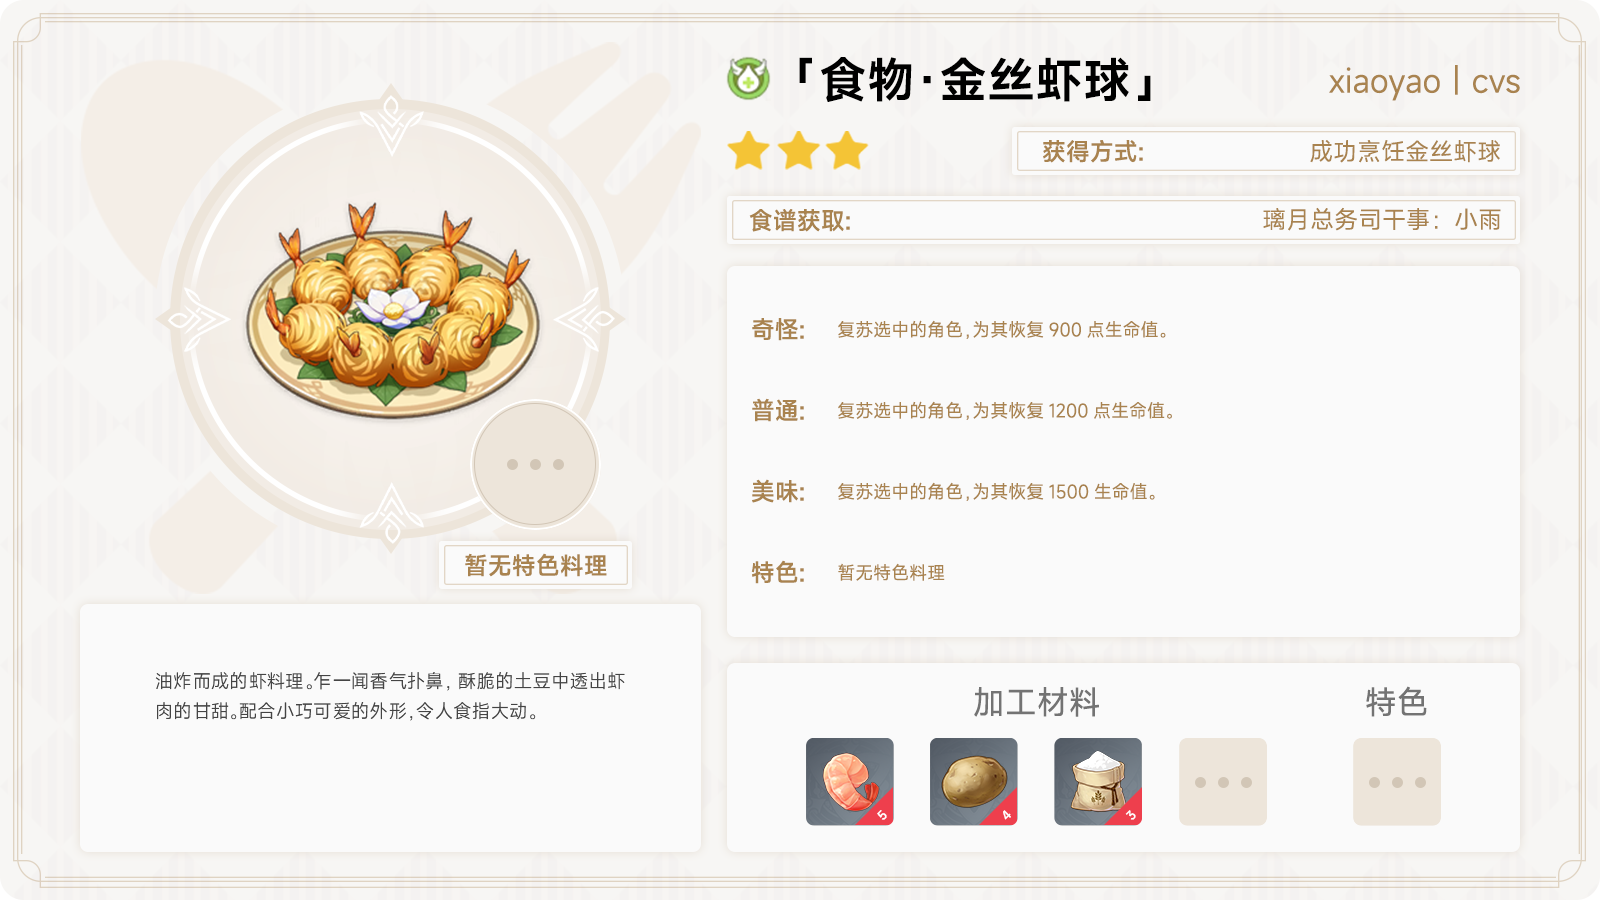 「食物·金丝虾球」
xiaoyao | cvs
获得方式: 成功烹饪金丝虾球
食谱获取: 璃月总务司干事：小雨
奇怪: 复苏选中的角色,为其恢复 900 点生命值。
普通: 复苏选中的角色,为其恢复 1200 点生命值。
美味: 复苏选中的角色,为其恢复 1500 生命值。
特色: 暂无特色料理
暂无特色料理
油炸而成的虾料理。乍一闻香气扑鼻, 酥脆的土豆中透出虾
肉的甘甜。配合小巧可爱的外形,令人食指大动。
加工材料
特色
5
4
3